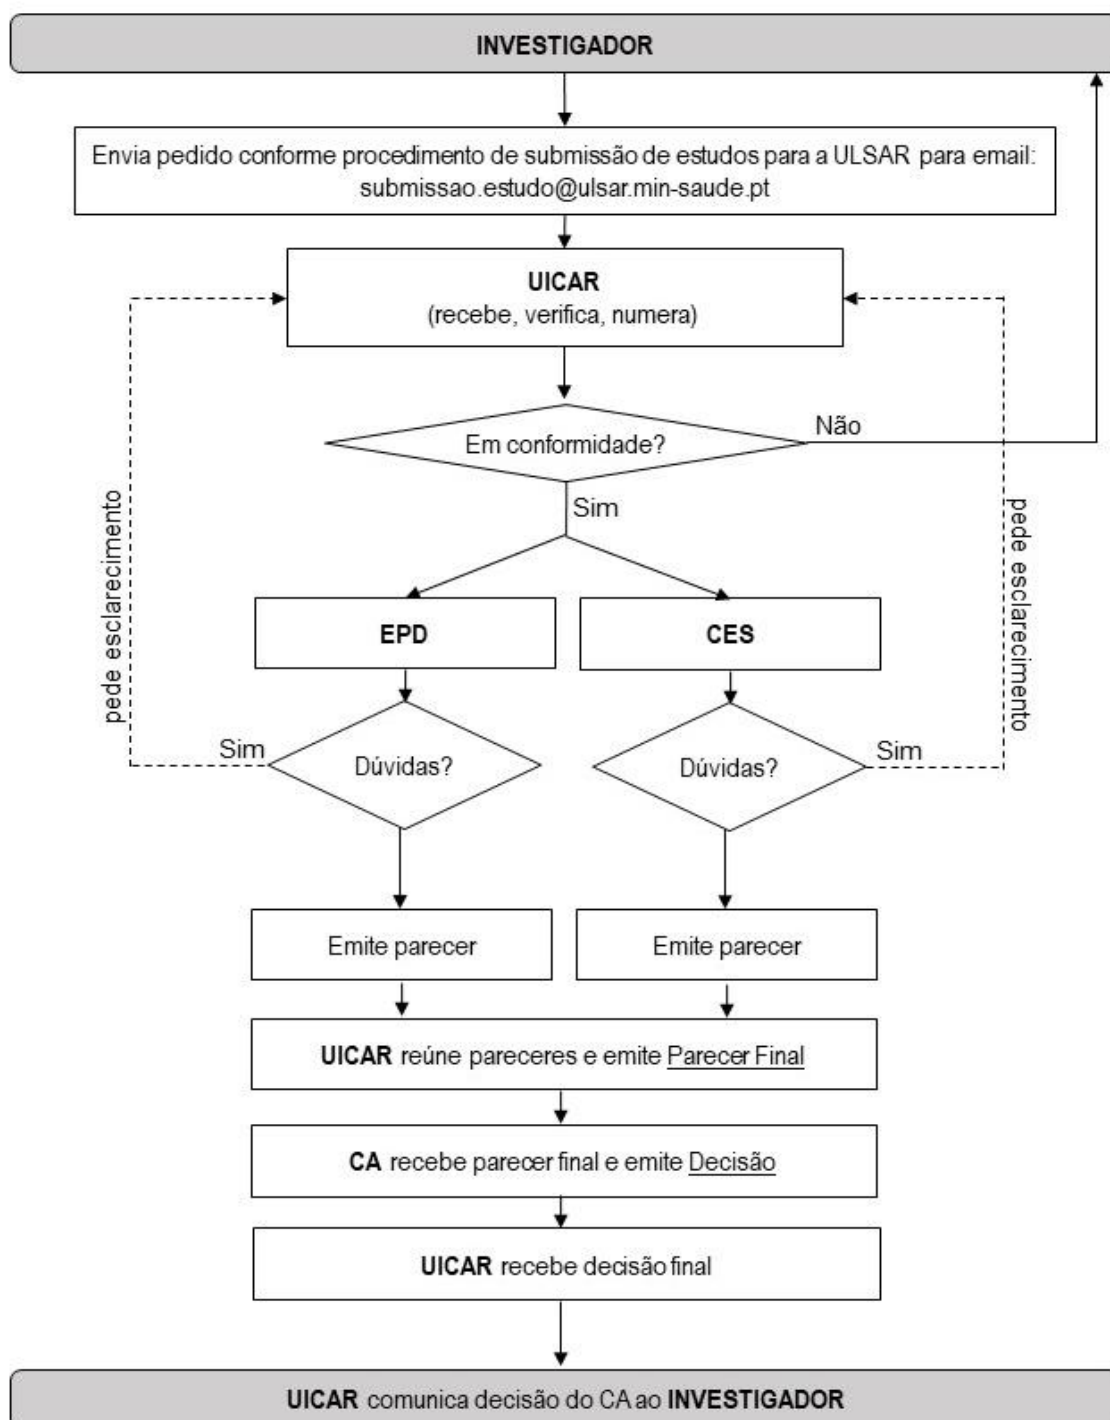 INVESTIGADOR
Envia pedido conforme procedimento de submissão de estudos para a ULSAR para email:
submissao.estudo@ulsar.min-saude.pt
UICAR
(recebe, verifica, numera)
Em conformidade?
Não
Sim
pede esclarecimento
pede esclarecimento
EPD
CES
Sim
Dúvidas?
Dúvidas?
Sim
Emite parecer
Emite parecer
UICAR reúne pareceres e emite Parecer Final
CA recebe parecer final e emite Decisão
UICAR recebe decisão final
UICAR comunica decisão do CA ao INVESTIGADOR